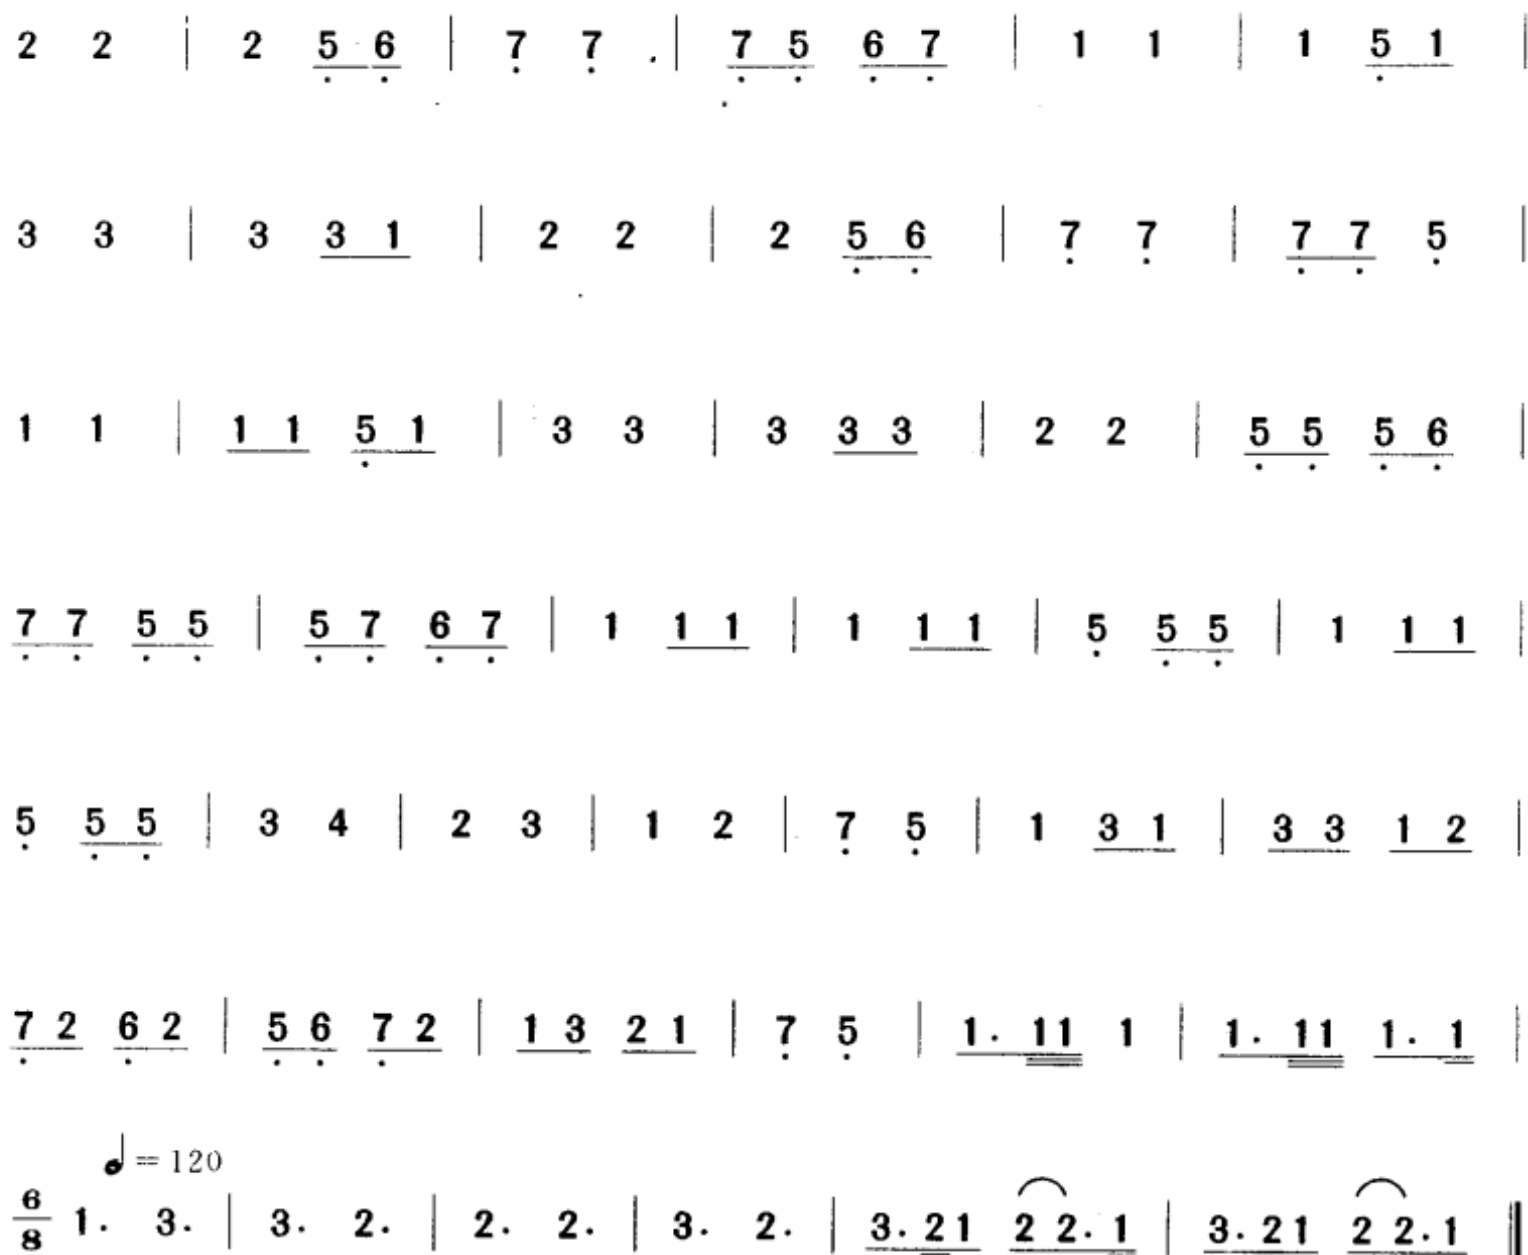 2 2 | 2 5̣ 6̣ | 7̣ 7̣ | 7̣ 5̣ 6̣ 7̣ | 1 1 | 1 5̣ 1 |
3 3 | 3 3 1 | 2 2 | 2 5̣ 6̣ | 7̣ 7̣ | 7̣ 7̣ 5̣ |
1 1 | 1 1 5̣ 1 | 3 3 | 3 3 3 | 2 2 | 5̣ 5̣ 5̣ 6̣ |
7̣ 7̣ 5̣ 5̣ | 5̣ 7̣ 6̣ 7̣ | 1 1 1 | 1 1 1 | 5̣ 5̣ 5̣ | 1 1 1 |
5̣ 5̣ 5̣ | 3 4 | 2 3 | 1 2 | 7̣ 5̣ | 1 3 1 | 3 3 1 2 |
7̣ 2 6̣ 2 | 5̣ 6̣ 7̣ 2 | 1 3 2 1 | 7̣ 5̣ | 1. 11 1 | 1. 11 1. 1 |
♩= 120
6/8 1. 3. | 3. 2. | 2. 2. | 3. 2. | 3. 21 2 2. 1 | 3. 21 2 2. 1 ‖